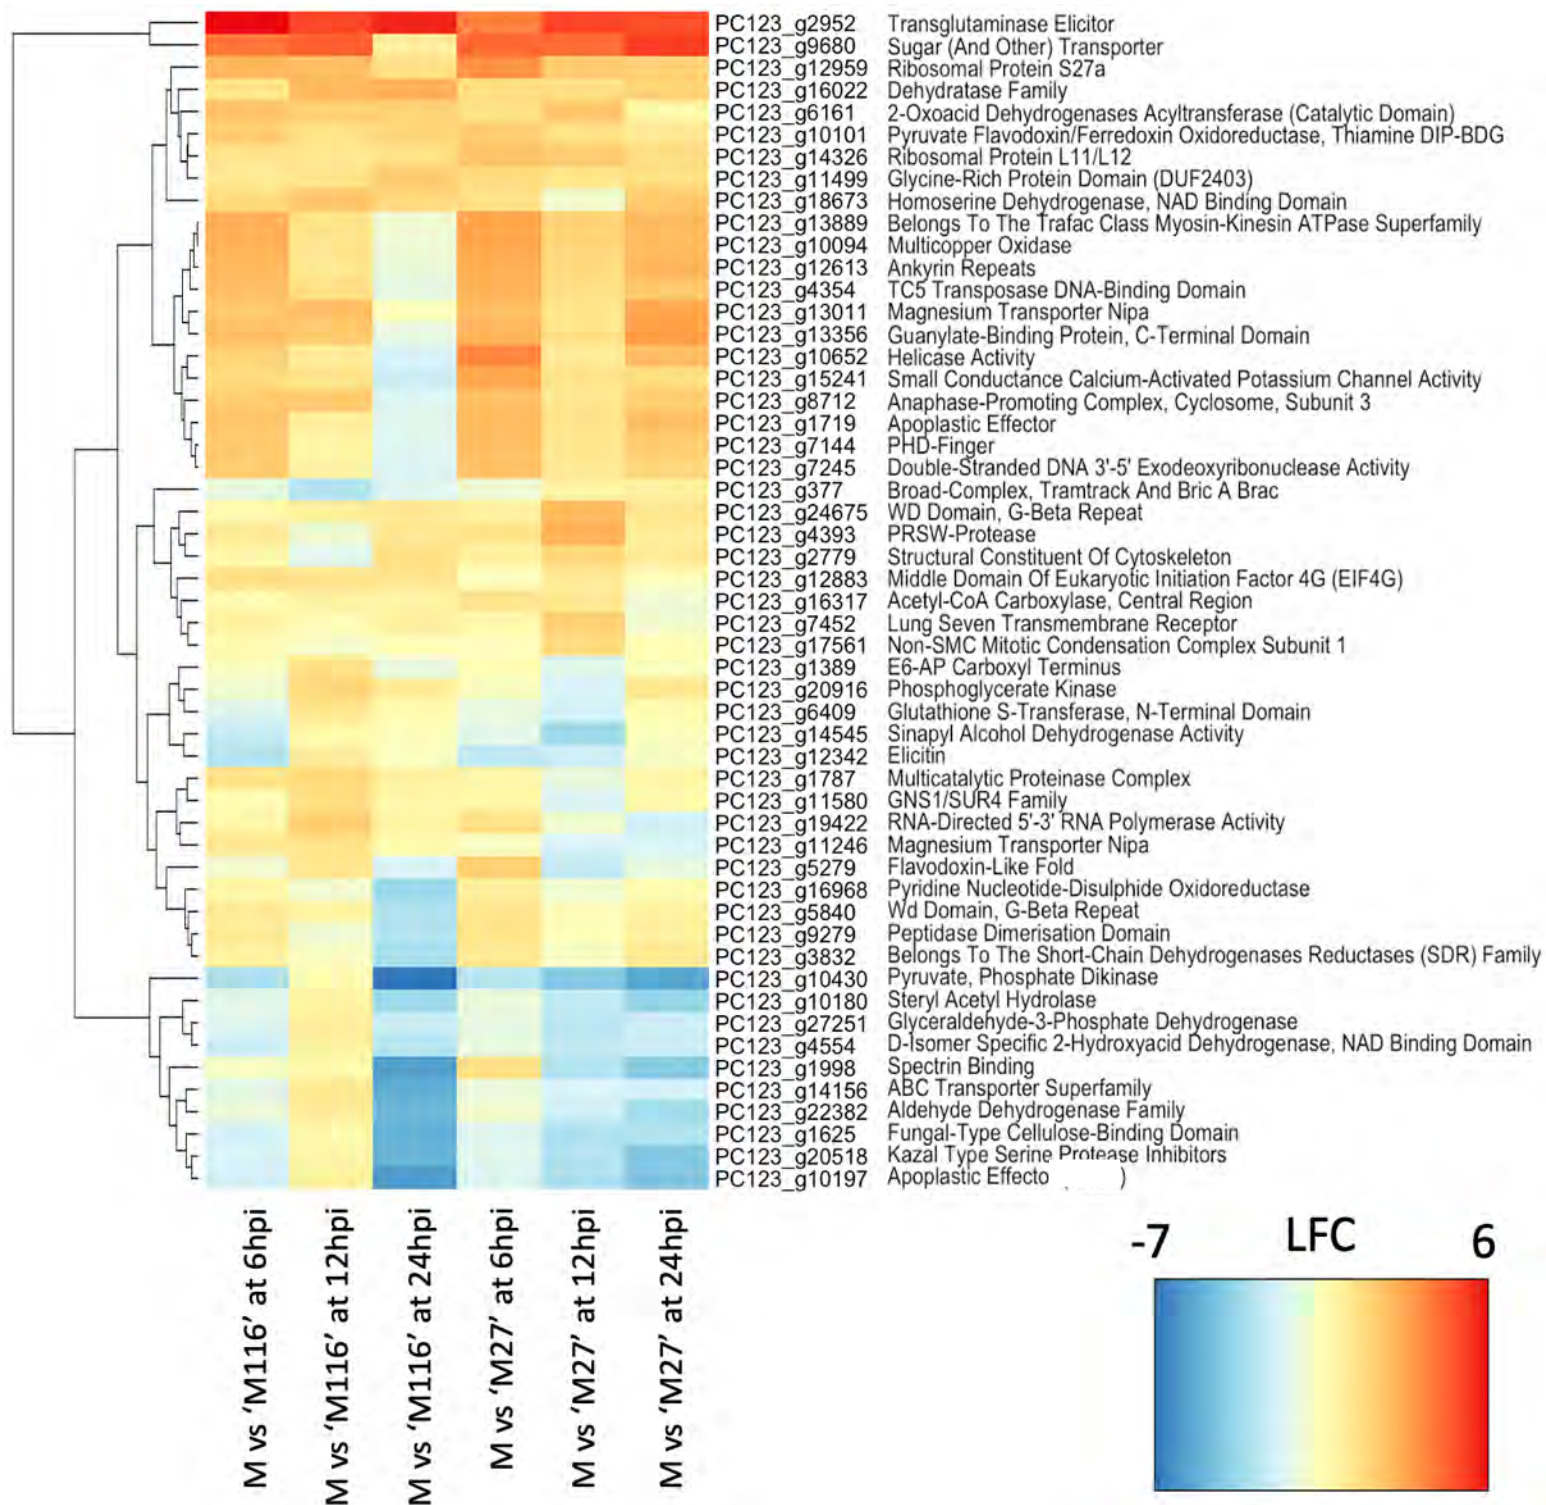 PC123_g2952 Transglutaminase Elicitor
PC123_g9680 Sugar (And Other) Transporter
PC123_g12959 Ribosomal Protein S27a
PC123_g16022 Dehydratase Family
PC123_g6161 2-Oxoacid Dehydrogenases Acyltransferase (Catalytic Domain)
PC123_g10101 Pyruvate Flavodoxin/Ferredoxin Oxidoreductase, Thiamine DIP-BDG
PC123_g14326 Ribosomal Protein L11/L12
PC123_g11499 Glycine-Rich Protein Domain (DUF2403)
PC123_g18673 Homoserine Dehydrogenase, NAD Binding Domain
PC123_g13889 Belongs To The Trafac Class Myosin-Kinesin ATPase Superfamily
PC123_g10094 Multicopper Oxidase
PC123_g12613 Ankyrin Repeats
PC123_g4354 TC5 Transposase DNA-Binding Domain
PC123_g13011 Magnesium Transporter Nipa
PC123_g13356 Guanylate-Binding Protein, C-Terminal Domain
PC123_g10652 Helicase Activity
PC123_g15241 Small Conductance Calcium-Activated Potassium Channel Activity
PC123_g8712 Anaphase-Promoting Complex, Cyclosome, Subunit 3
PC123_g1719 Apoplastic Effector
PC123_g7144 PHD-Finger
PC123_g7245 Double-Stranded DNA 3'-5' Exodeoxyribonuclease Activity
PC123_g377 Broad-Complex, Tramtrack And Bric A Brac
PC123_g24675 WD Domain, G-Beta Repeat
PC123_g4393 PRSW-Protease
PC123_g2779 Structural Constituent Of Cytoskeleton
PC123_g12883 Middle Domain Of Eukaryotic Initiation Factor 4G (EIF4G)
PC123_g16317 Acetyl-CoA Carboxylase, Central Region
PC123_g7452 Lung Seven Transmembrane Receptor
PC123_g17561 Non-SMC Mitotic Condensation Complex Subunit 1
PC123_g1389 E6-AP Carboxyl Terminus
PC123_g20916 Phosphoglycerate Kinase
PC123_g6409 Glutathione S-Transferase, N-Terminal Domain
PC123_g14545 Sinapyl Alcohol Dehydrogenase Activity
PC123_g12342 Elicitin
PC123_g1787 Multicatalytic Proteinase Complex
PC123_g11580 GNS1/SUR4 Family
PC123_g19422 RNA-Directed 5'-3' RNA Polymerase Activity
PC123_g11246 Magnesium Transporter Nipa
PC123_g5279 Flavodoxin-Like Fold
PC123_g16968 Pyridine Nucleotide-Disulphide Oxidoreductase
PC123_g5840 Wd Domain, G-Beta Repeat
PC123_g9279 Peptidase Dimerisation Domain
PC123_g3832 Belongs To The Short-Chain Dehydrogenases Reductases (SDR) Family
PC123_g10430 Pyruvate, Phosphate Dikinase
PC123_g10180 Steryl Acetyl Hydrolase
PC123_g27251 Glyceraldehyde-3-Phosphate Dehydrogenase
PC123_g4554 D-Isomer Specific 2-Hydroxyacid Dehydrogenase, NAD Binding Domain
PC123_g1998 Spectrin Binding
PC123_g14156 ABC Transporter Superfamily
PC123_g22382 Aldehyde Dehydrogenase Family
PC123_g1625 Fungal-Type Cellulose-Binding Domain
PC123_g20518 Kazal Type Serine Protease Inhibitors
PC123_g10197 Apoplastic Effecto )
M vs 'M116' at 6hpi
M vs 'M116' at 12hpi
M vs 'M116' at 24hpi
M vs 'M27' at 6hpi
M vs 'M27' at 12hpi
M vs 'M27' at 24hpi
-7 LFC 6